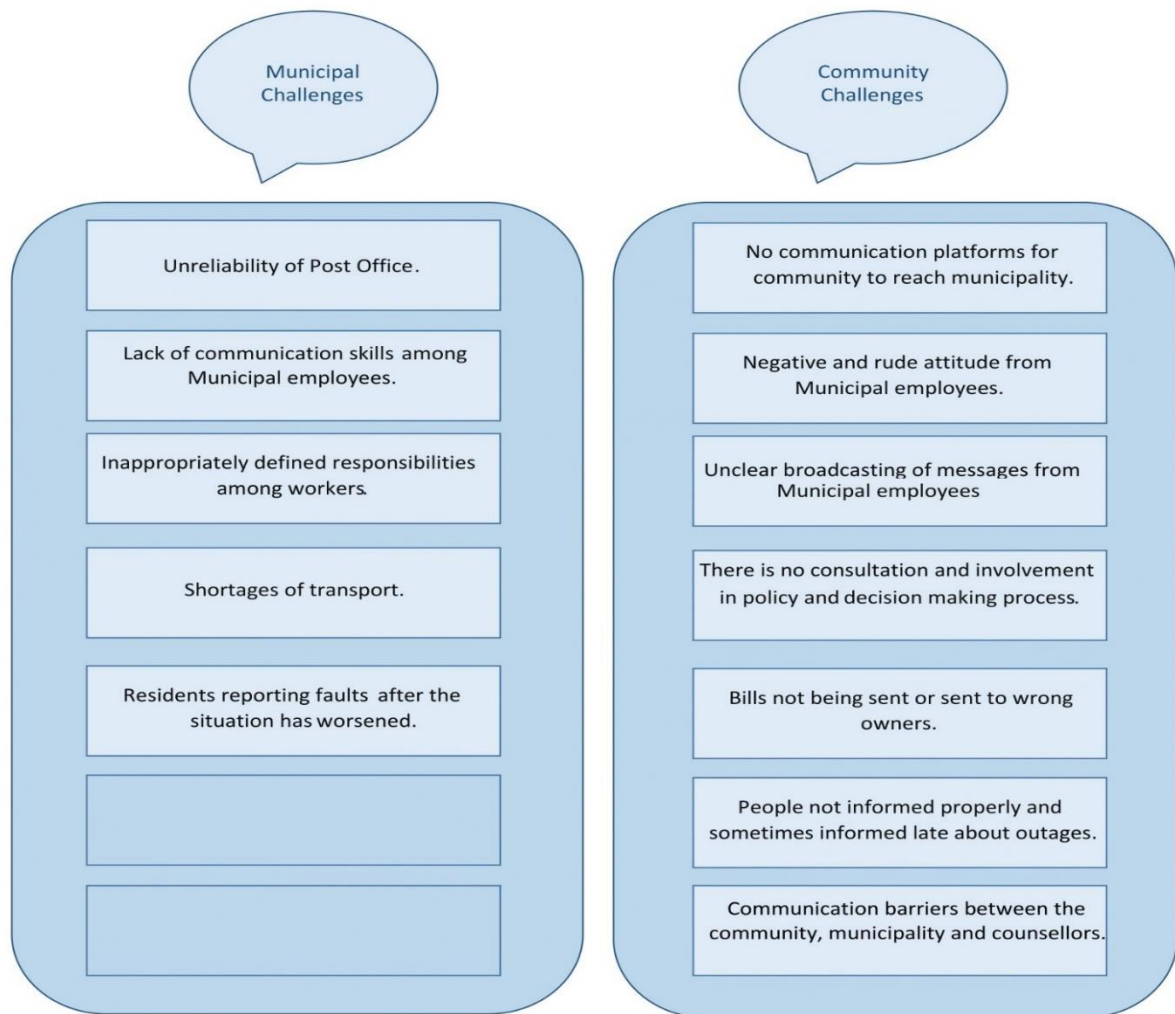 Municipal
Challenges
Community
Challenges
Unreliability of Post Office.
Lack of communication skills among
Municipal employees.
Inappropriately defined responsibilities
among workers.
Shortages of transport.
Residents reporting faults after the
situation has worsened.
No communication platforms for
community to reach municipality.
Negative and rude attitude from
Municipal employees.
Unclear broadcasting of messages from
Municipal employees
There is no consultation and involvement
in policy and decision making process.
Bills not being sent or sent to wrong
owners.
People not informed properly and
sometimes informed late about outages.
Communication barriers between the
community, municipality and counsellors.